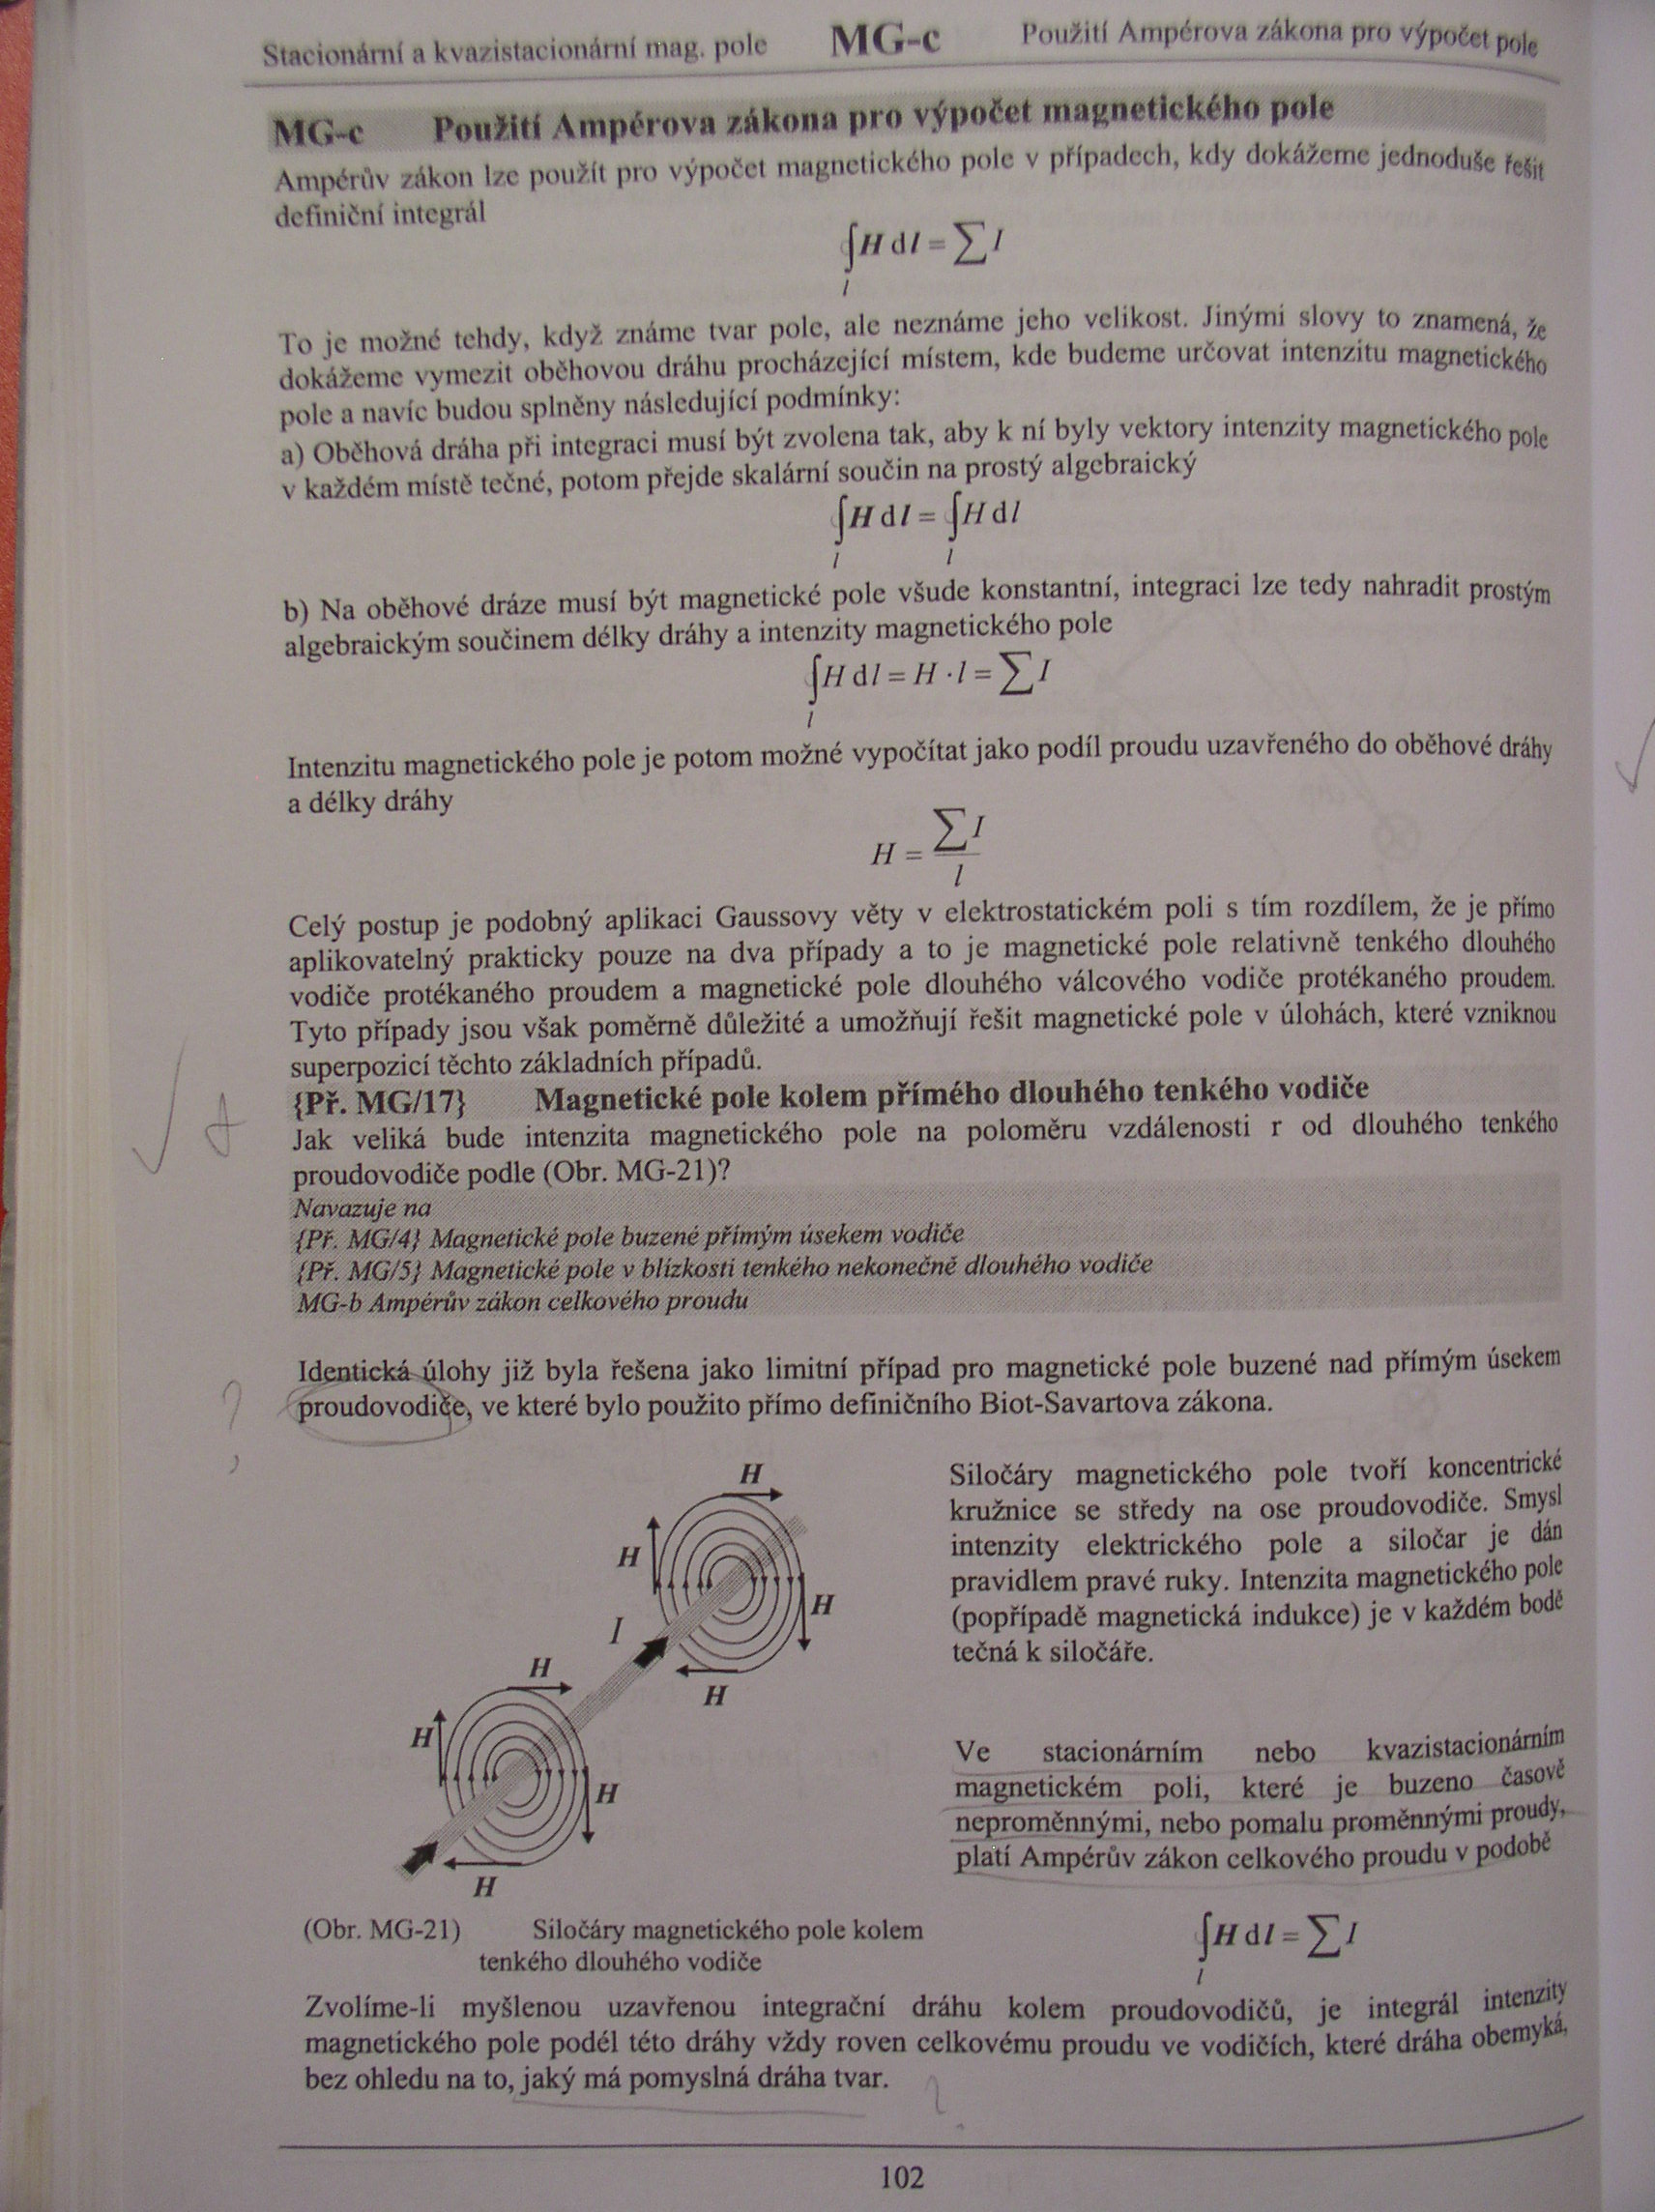 Stacionární a kvazistacionární mag. pole MG-c Použití Ampérova zákona pro výpočet pole
MG-c Použití Ampérova zákona pro výpočet magnetického pole
Ampérův zákon lze použít pro výpočet magnetického pole v případech, kdy dokážeme jednoduše řešit
definiční integrál
∫H dl = ∑I
l
To je možné tehdy, když známe tvar pole, ale neznáme jeho velikost. Jinými slovy to znamená, že
dokážeme vymezit oběhovou dráhu procházející místem, kde budeme určovat intenzitu magnetického
pole a navíc budou splněny následující podmínky:
a) Oběhová dráha při integraci musí být zvolena tak, aby k ní byly vektory intenzity magnetického pole
v každém místě tečné, potom přejde skalární součin na prostý algebraický
∫H dl = ∫H dl
l l
b) Na oběhové dráze musí být magnetické pole všude konstantní, integraci lze tedy nahradit prostým
algebraickým součinem délky dráhy a intenzity magnetického pole
∫H dl = H · l = ∑I
l
Intenzitu magnetického pole je potom možné vypočítat jako podíl proudu uzavřeného do oběhové dráhy
a délky dráhy
∑I
H =
l
Celý postup je podobný aplikaci Gaussovy věty v elektrostatickém poli s tím rozdílem, že je přímo
aplikovatelný prakticky pouze na dva případy a to je magnetické pole relativně tenkého dlouhého
vodiče protékaného proudem a magnetické pole dlouhého válcového vodiče protékaného proudem.
Tyto případy jsou však poměrně důležité a umožňují řešit magnetické pole v úlohách, které vzniknou
superpozicí těchto základních případů.
{Př. MG/17} Magnetické pole kolem přímého dlouhého tenkého vodiče
Jak veliká bude intenzita magnetického pole na poloměru vzdálenosti r od dlouhého tenkého
proudovodiče podle (Obr. MG-21)?
Navazuje na
{Př. MG/4} Magnetické pole buzené přímým úsekem vodiče
{Př. MG/5} Magnetické pole v blízkosti tenkého nekonečně dlouhého vodiče
MG-b Ampérův zákon celkového proudu
Identická úlohy již byla řešena jako limitní případ pro magnetické pole buzené nad přímým úsekem
?
proudovodiče, ve které bylo použito přímo definičního Biot-Savartova zákona.
H
H
H
I
H
H
H
H
H
Siločáry magnetického pole tvoří koncentrické
kružnice se středy na ose proudovodiče. Smysl
intenzity elektrického pole a siločar je dán
pravidlem pravé ruky. Intenzita magnetického pole
(popřípadě magnetická indukce) je v každém bodě
tečná k siločáře.
Ve stacionárním nebo kvazistacionárním
magnetickém poli, které je buzeno časově
neproměnnými, nebo pomalu proměnnými proudy,
platí Ampérův zákon celkového proudu v podobě
(Obr. MG-21) Siločáry magnetického pole kolem
tenkého dlouhého vodiče
∫H dl = ∑I
l
Zvolíme-li myšlenou uzavřenou integrační dráhu kolem proudovodičů, je integrál intenzity
magnetického pole podél této dráhy vždy roven celkovému proudu ve vodičích, které dráha obemyká,
bez ohledu na to, jaký má pomyslná dráha tvar.
?
102